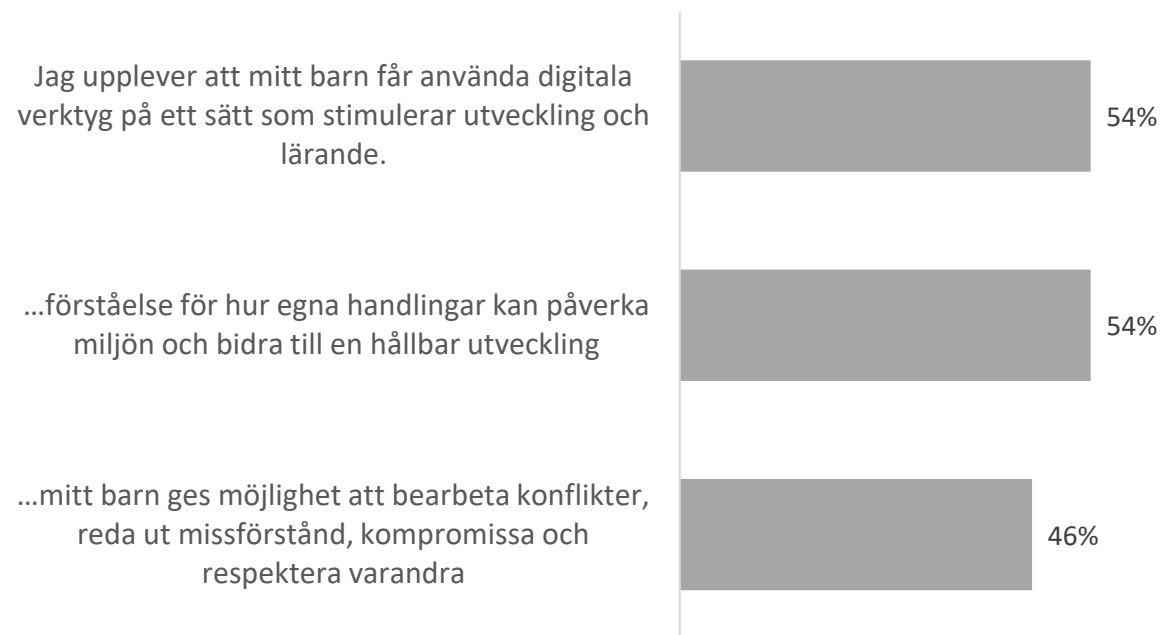 Jag upplever att mitt barn får använda digitala
verktyg på ett sätt som stimulerar utveckling och
lärande.
54%
...förståelse för hur egna handlingar kan påverka
miljön och bidra till en hållbar utveckling
54%
...mitt barn ges möjlighet att bearbeta konflikter,
reda ut missförstånd, kompromissa och
respektera varandra
46%